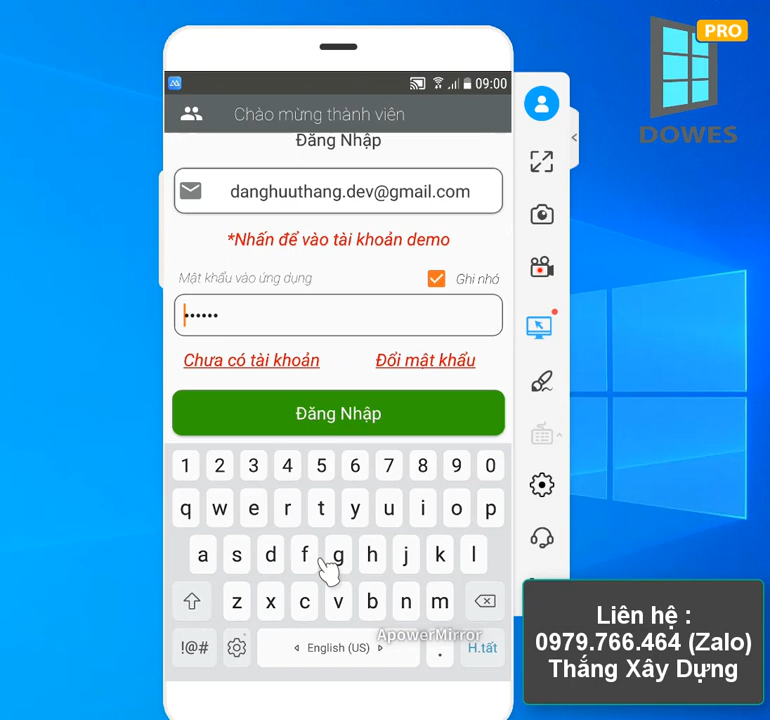 PRO
DOWES
09:00
Chào mừng thành viên
Đăng Nhập
danghuuthang.dev@gmail.com
*Nhấn để vào tài khoản demo
Mật khẩu vào ứng dụng
Ghi nhó
••••••
Chưa có tài khoản
Đổi mât khẩu
Đăng Nhập
1 2 3 4 5 6 7 8 9 0
q w e r t y u i o p
a s d f g h j k l
z x c v b n m
ApowerMirror
!@# English (US) . H.tất
Liên hệ :
0979.766.464 (Zalo)
Thắng Xây Dựng